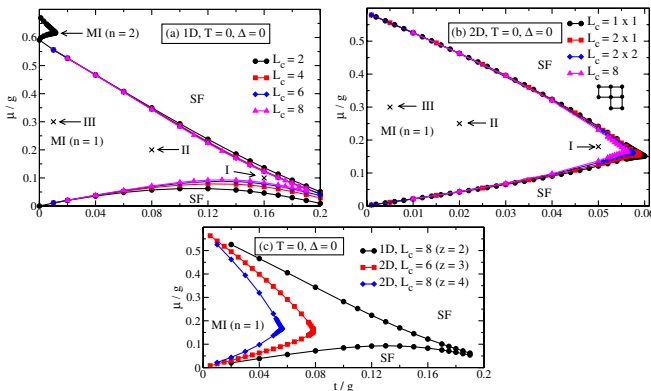 (a) 1D, T = 0, Δ = 0
MI (n = 2)
L_c = 2
L_c = 4
L_c = 6
L_c = 8
SF
III
MI (n = 1)
II
I
SF
μ / g
0 0.1 0.2 0.3 0.4 0.5 0.6
0 0.04 0.08 0.12 0.16 0.2
(b) 2D, T = 0, Δ = 0
L_c = 1 x 1
L_c = 2 x 1
L_c = 2 x 2
L_c = 8
SF
III
MI (n = 1)
II
I
SF
μ / g
0 0.1 0.2 0.3 0.4 0.5 0.6
0 0.01 0.02 0.03 0.04 0.05 0.06
(c) T = 0, Δ = 0
1D, L_c = 8 (z = 2)
2D, L_c = 6 (z = 3)
2D, L_c = 8 (z = 4)
MI (n = 1)
SF
SF
μ / g
0 0.1 0.2 0.3 0.4 0.5
0 0.04 0.08 0.12 0.16 0.2
t / g